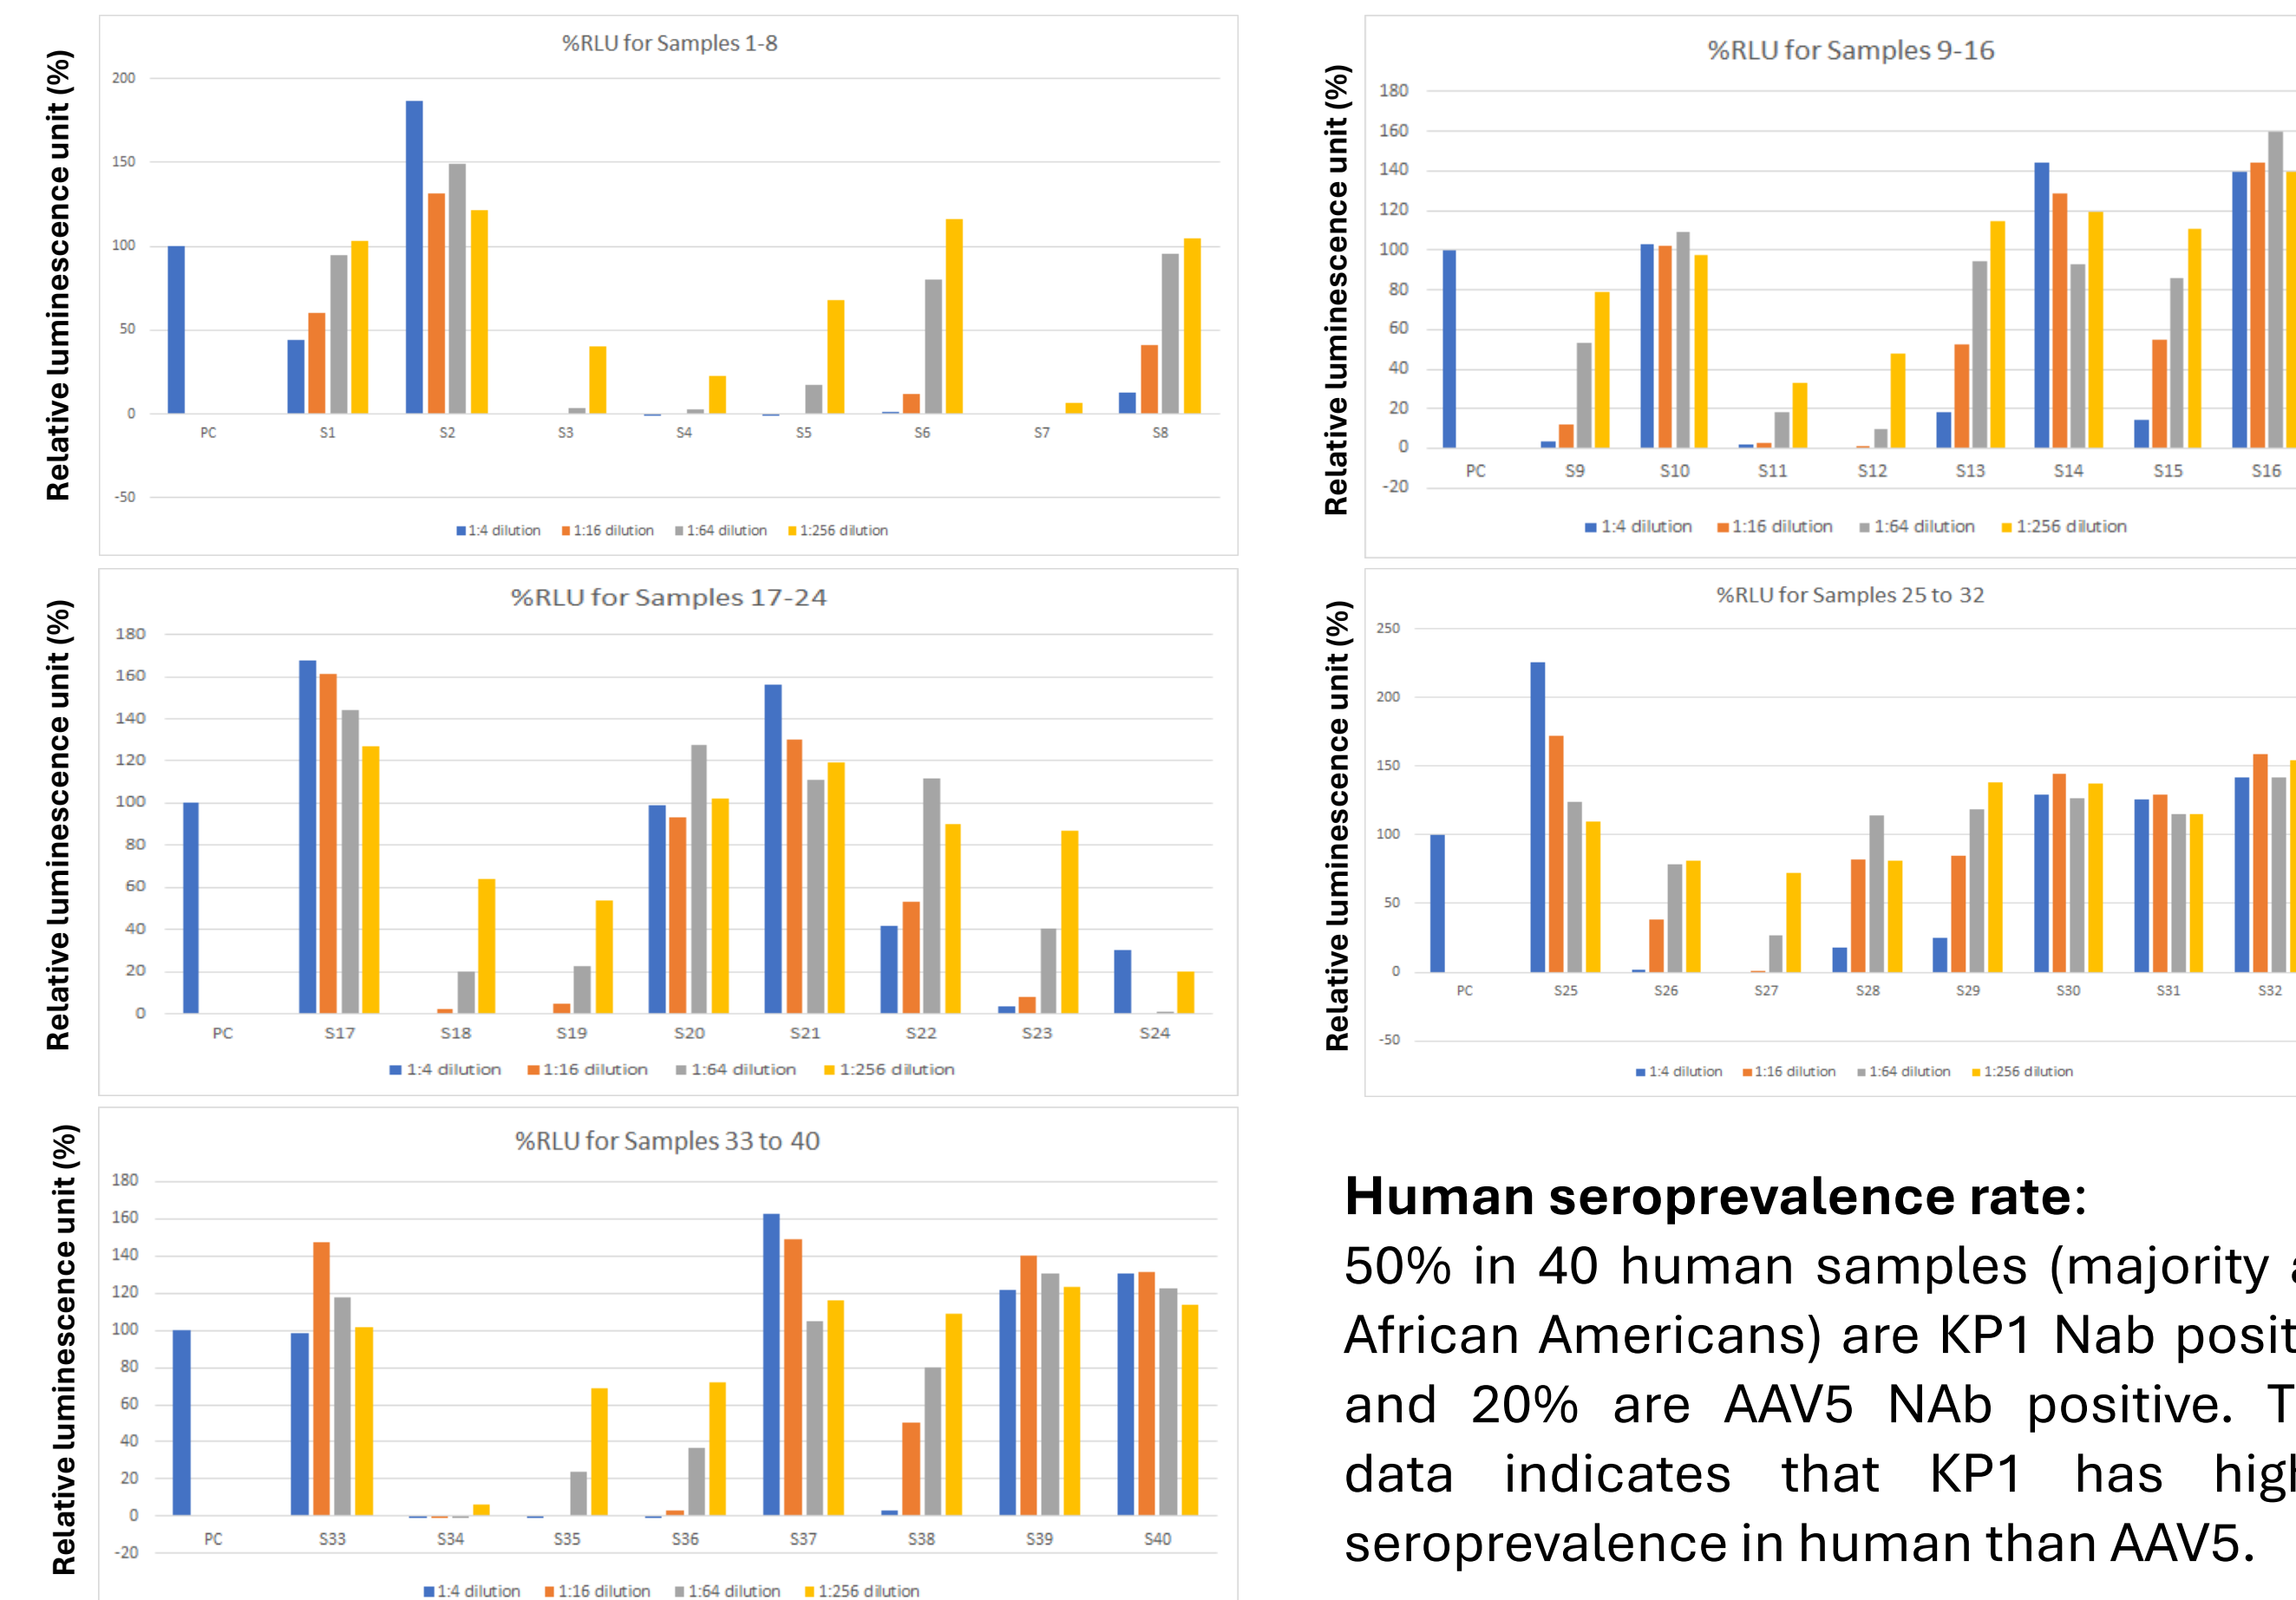 %RLU for Samples 1-8
Relative luminescence unit (%)
200
150
100
50
0
-50
PC S1 S2 S3 S4 S5 S6 S7 S8
1:4 dilution 1:16 dilution 1:64 dilution 1:256 dilution
%RLU for Samples 9-16
Relative luminescence unit (%)
180
160
140
120
100
80
60
40
20
0
-20
PC S9 S10 S11 S12 S13 S14 S15 S16
1:4 dilution 1:16 dilution 1:64 dilution 1:256 dilution
%RLU for Samples 17-24
Relative luminescence unit (%)
180
160
140
120
100
80
60
40
20
0
PC S17 S18 S19 S20 S21 S22 S23 S24
1:4 dilution 1:16 dilution 1:64 dilution 1:256 dilution
%RLU for Samples 25 to 32
Relative luminescence unit (%)
250
200
150
100
50
0
-50
PC S25 S26 S27 S28 S29 S30 S31 S32
1:4 dilution 1:16 dilution 1:64 dilution 1:256 dilution
%RLU for Samples 33 to 40
Relative luminescence unit (%)
180
160
140
120
100
80
60
40
20
0
-20
PC S33 S34 S35 S36 S37 S38 S39 S40
1:4 dilution 1:16 dilution 1:64 dilution 1:256 dilution
Human seroprevalence rate:
50% in 40 human samples (majority
African Americans) are KP1 Nab
and 20% are AAV5 NAb positive.
data indicates that KP1 has
seroprevalence in human than AAV5.